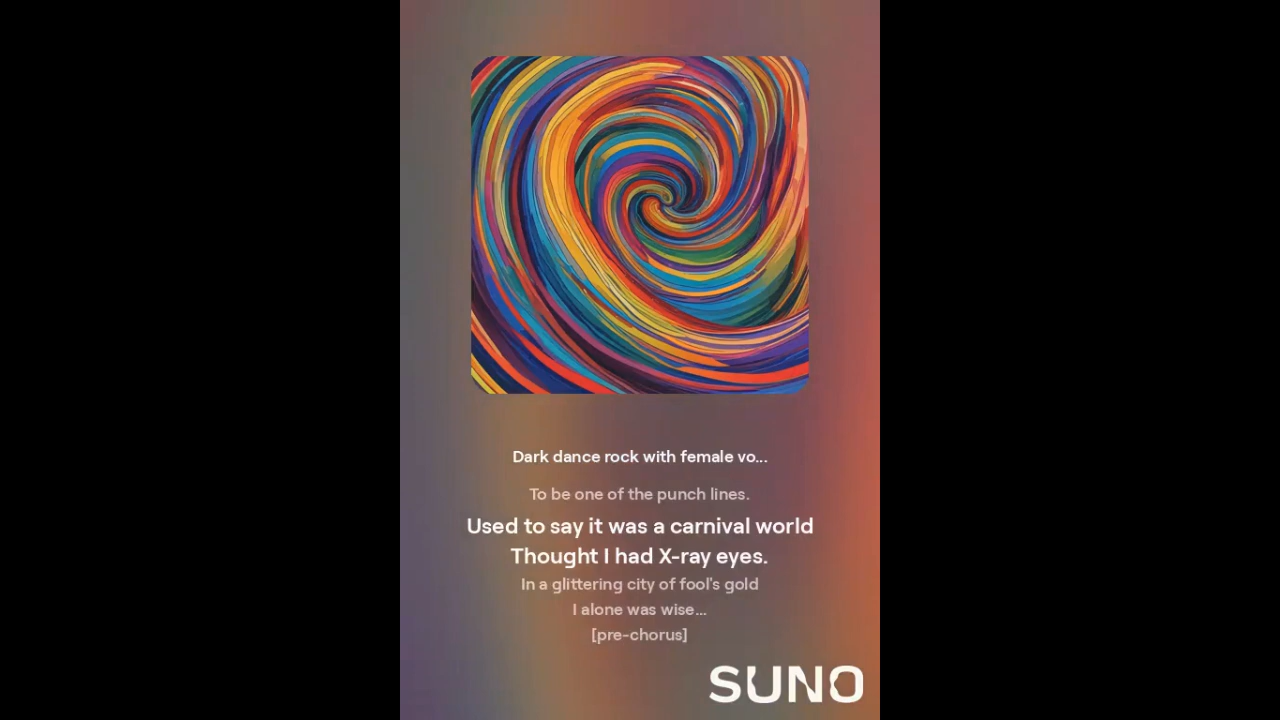 Dark dance rock with female vo...
To be one of the punch lines.
Used to say it was a carnival world
Thought I had X-ray eyes.
In a glittering city of fool's gold
I alone was wise...
[pre-chorus]
SUNO